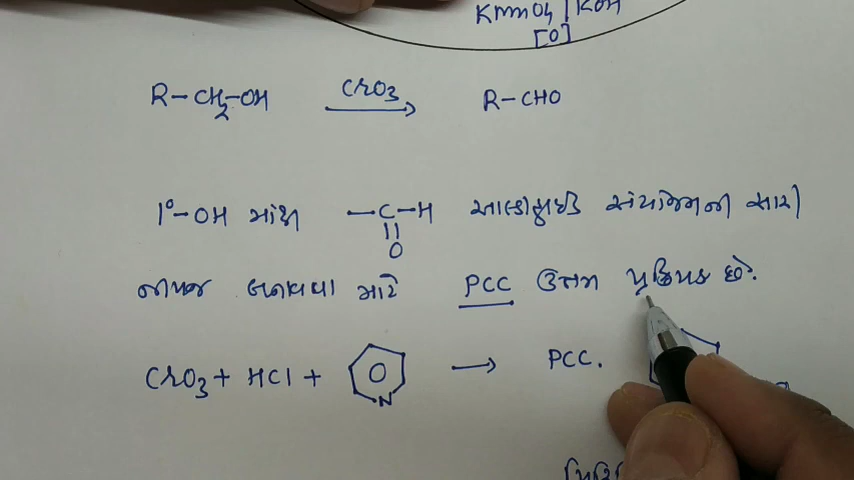 KMnO4 | KOH
[O]
R-CH2-OH CrO3 → R-CHO
1°-OH માંથી -C-H આલ્ડીહાઈડ સંયોજનની સારી
||
O
નીપજ બનાવવા માટે PCC ઉત્તમ પ્રક્રિયક છે.
CrO3 + HCl + N → PCC.